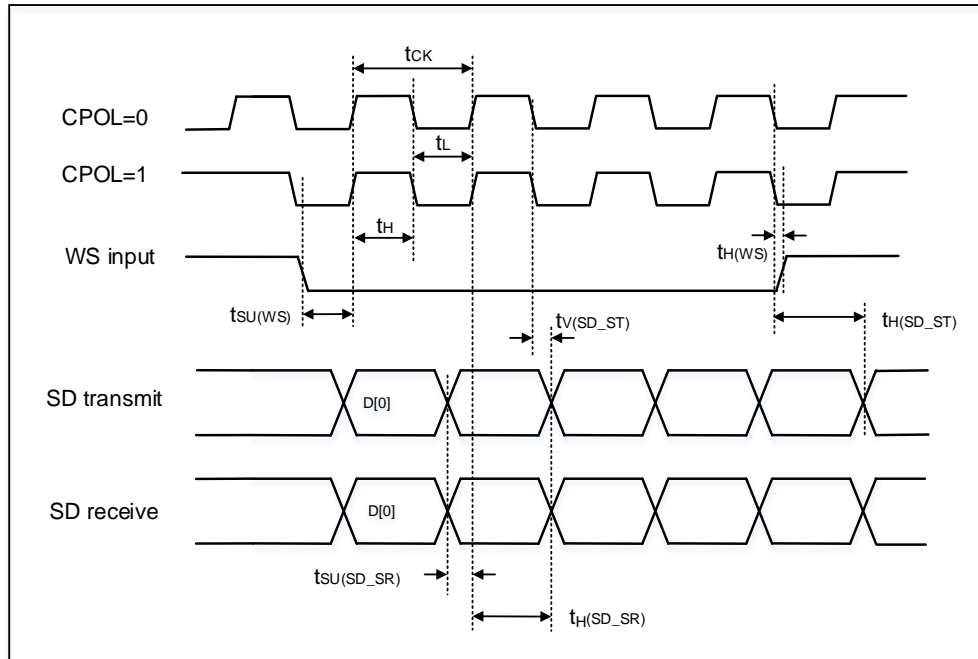 tCK
CPOL=0
tL
CPOL=1
tH
WS input
tH(WS)
tSU(WS)
tV(SD_ST)
tH(SD_ST)
SD transmit
D[0]
SD receive
D[0]
tSU(SD_SR)
tH(SD_SR)